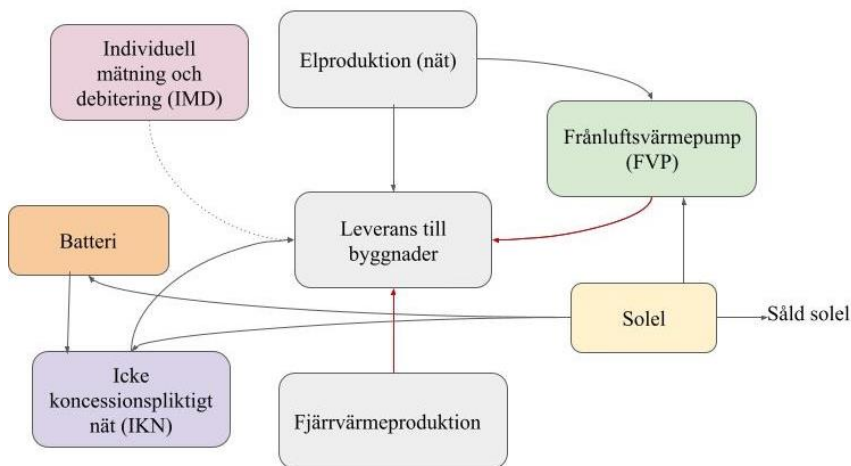 Individuell
mätning och
debitering (IMD)
Elproduktion (nät)
Frånluftsvärmepump
(FVP)
Batteri
Leverans till
byggnader
Solel
Såld solel
Icke
koncessionspliktigt
nät (IKN)
Fjärrvärmeproduktion